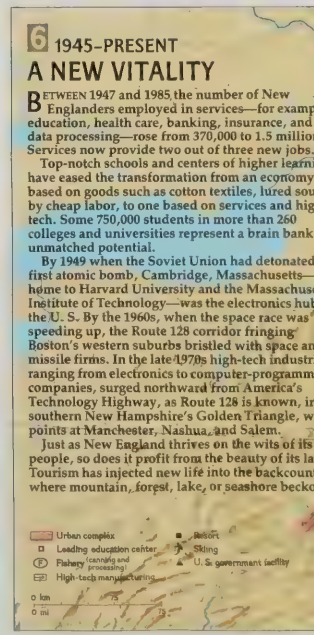 6 1945–PRESENT
A NEW VITALITY
BETWEEN 1947 and 1985, the number of New
Englanders employed in services—for examp
education, health care, banking, insurance, and
data processing—rose from 370,000 to 1.5 million
Services now provide two out of three new jobs.
Top-notch schools and centers of higher learni
have eased the transformation from an economy
based on goods such as cotton textiles, lured sou
by cheap labor, to one based on services and hig
tech. Some 750,000 students in more than 260
colleges and universities represent a brain bank
unmatched potential.
By 1949 when the Soviet Union had detonated
first atomic bomb, Cambridge, Massachusetts—
home to Harvard University and the Massachuse
Institute of Technology—was the electronics hub
the U. S. By the 1960s, when the space race was
speeding up, the Route 128 corridor fringing
Boston's western suburbs bristled with space an
missile firms. In the late 1970s high-tech industri
ranging from electronics to computer-programm
companies, surged northward from America's
Technology Highway, as Route 128 is known, in
southern New Hampshire's Golden Triangle, w
points at Manchester, Nashua, and Salem.
Just as New England thrives on the wits of its
people, so does it profit from the beauty of its la
Tourism has injected new life into the backcount
where mountain, forest, lake, or seashore becko
Urban complex
Leading education center
F Fishery (canning and processing)
High-tech manufacturing
Resort
Skiing
U. S. government facility
0 km 75
0 mi 75